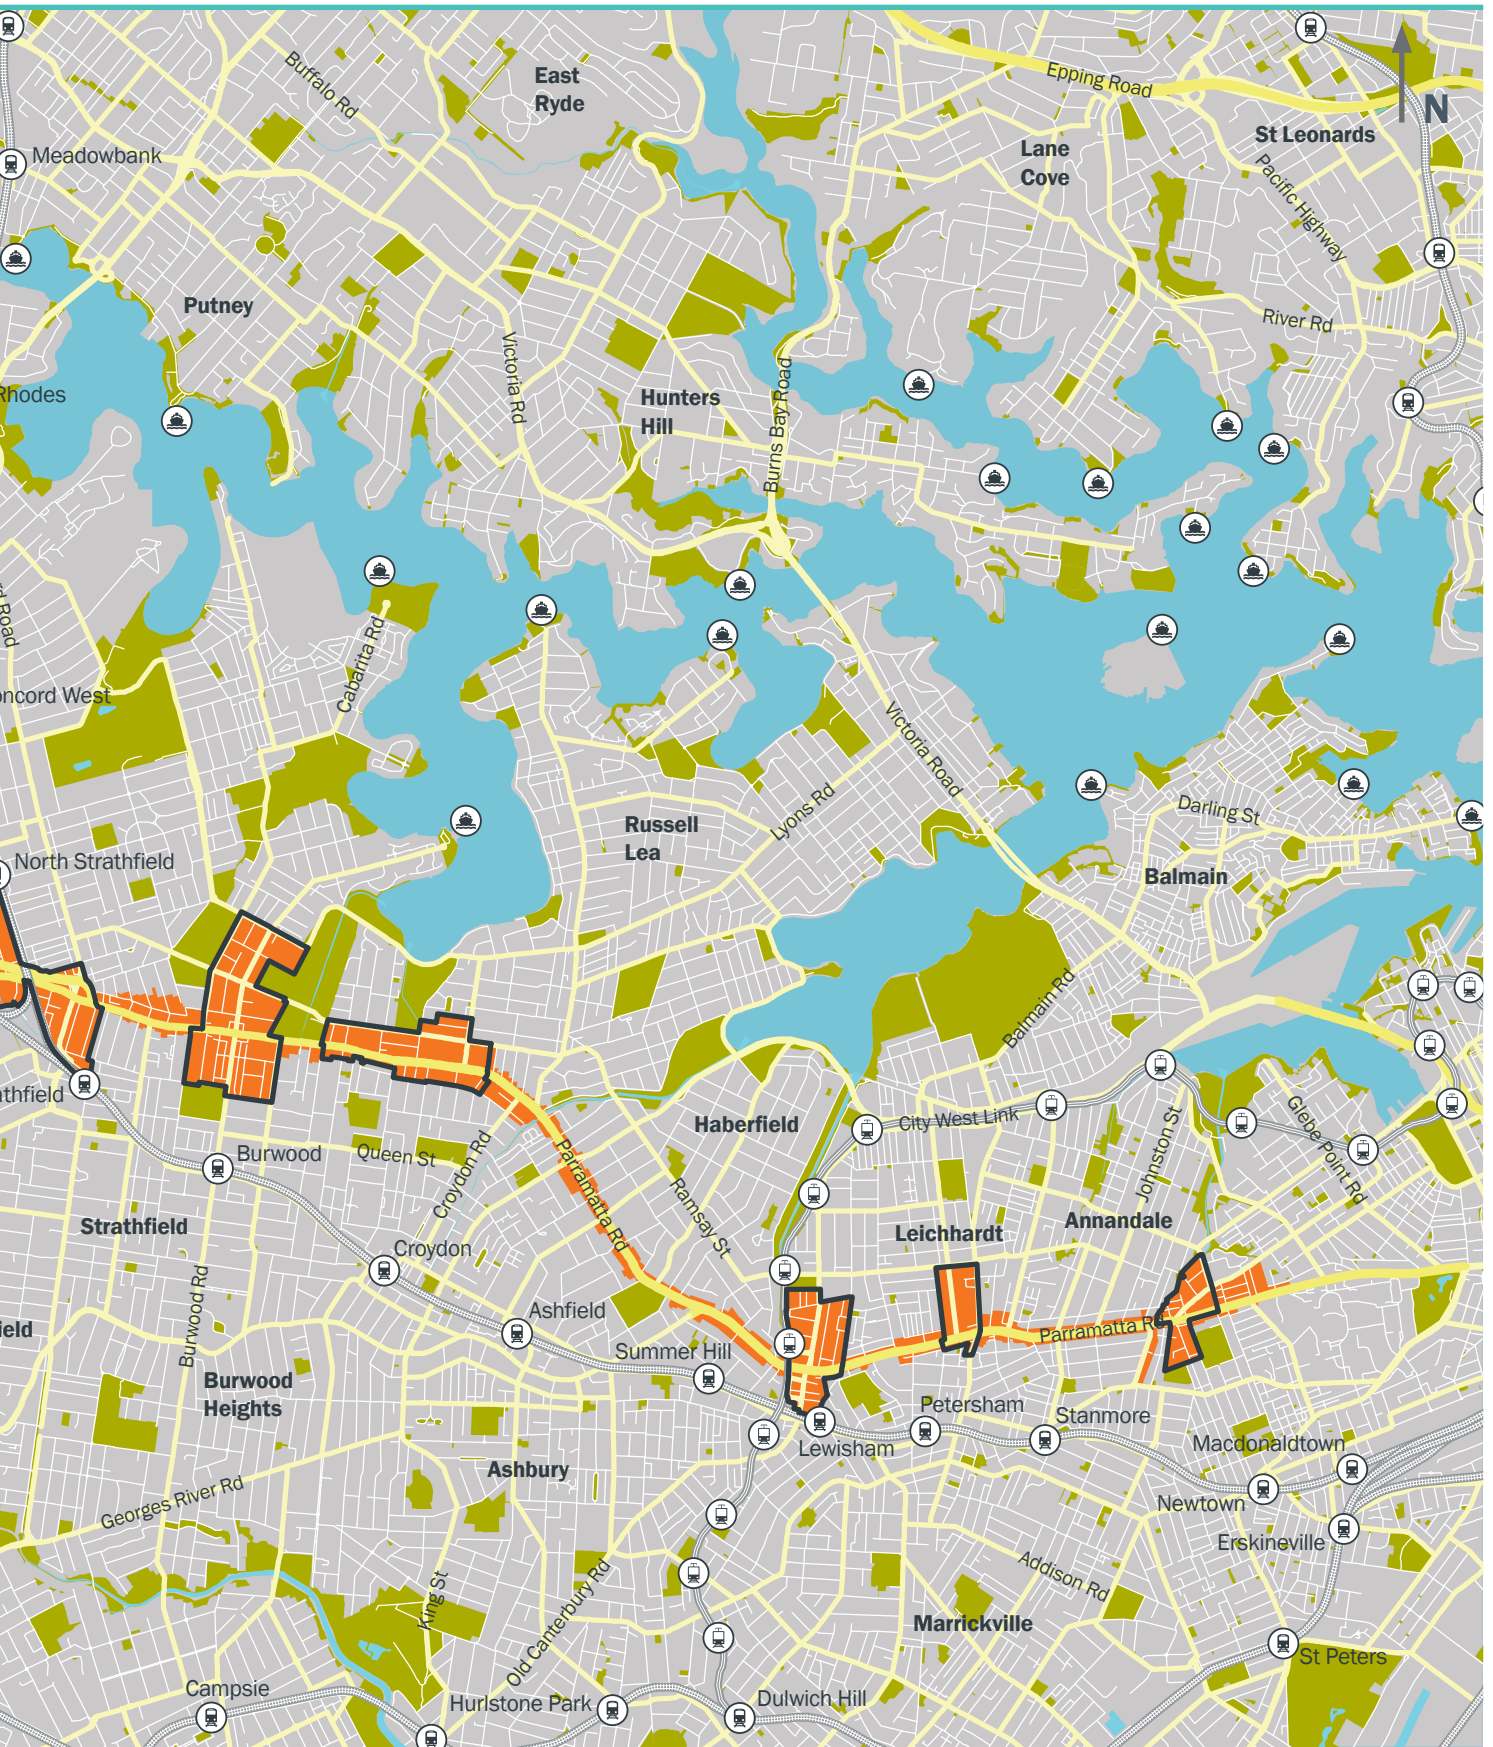 East
Ryde
Buffalo Rd
Epping Road
N
St Leonards
Lane
Cove
Meadowbank
Pacific Highway
Putney
River Rd
Victoria Rd
Rhodes
Hunters
Hill
Burns Bay Road
Road
Cabarita Rd
oncord West
Victoria Road
Lyons Rd
Darling St
Russell
Lea
North Strathfield
Balmain
Balmain Rd
athfield
Haberfield
City West Link
Glebe Point Rd
Johnston St
Burwood
Queen St
Croydon Rd
Parramatta Rd
Ramsay St
Strathfield
Leichhardt
Annandale
Croydon
Burwood Rd
Ashfield
ield
Summer Hill
Parramatta Rd
Burwood
Heights
Petersham
Stanmore
Lewisham
Macdonaldtown
Ashbury
Georges River Rd
Newtown
Erskineville
Addison Rd
King St
Old Canterbury Rd
Marrickville
St Peters
Campsie
Hurlstone Park
Dulwich Hill